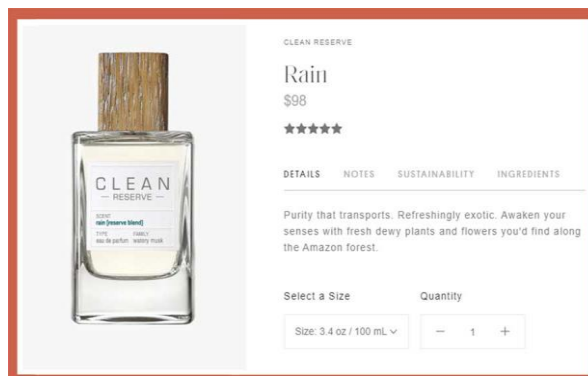 CLEAN RESERVE
Rain
$98
DETAILS NOTES SUSTAINABILITY INGREDIENTS
Purity that transports. Refreshingly exotic. Awaken your
senses with fresh dewy plants and flowers you'd find along
the Amazon forest.
Select a Size Quantity
Size: 3.4 oz / 100 mL
− 1 +
CLEAN
RESERVE
SCENT
rain [reserve blend]
TYPE FAMILY
eau de parfum watery musk